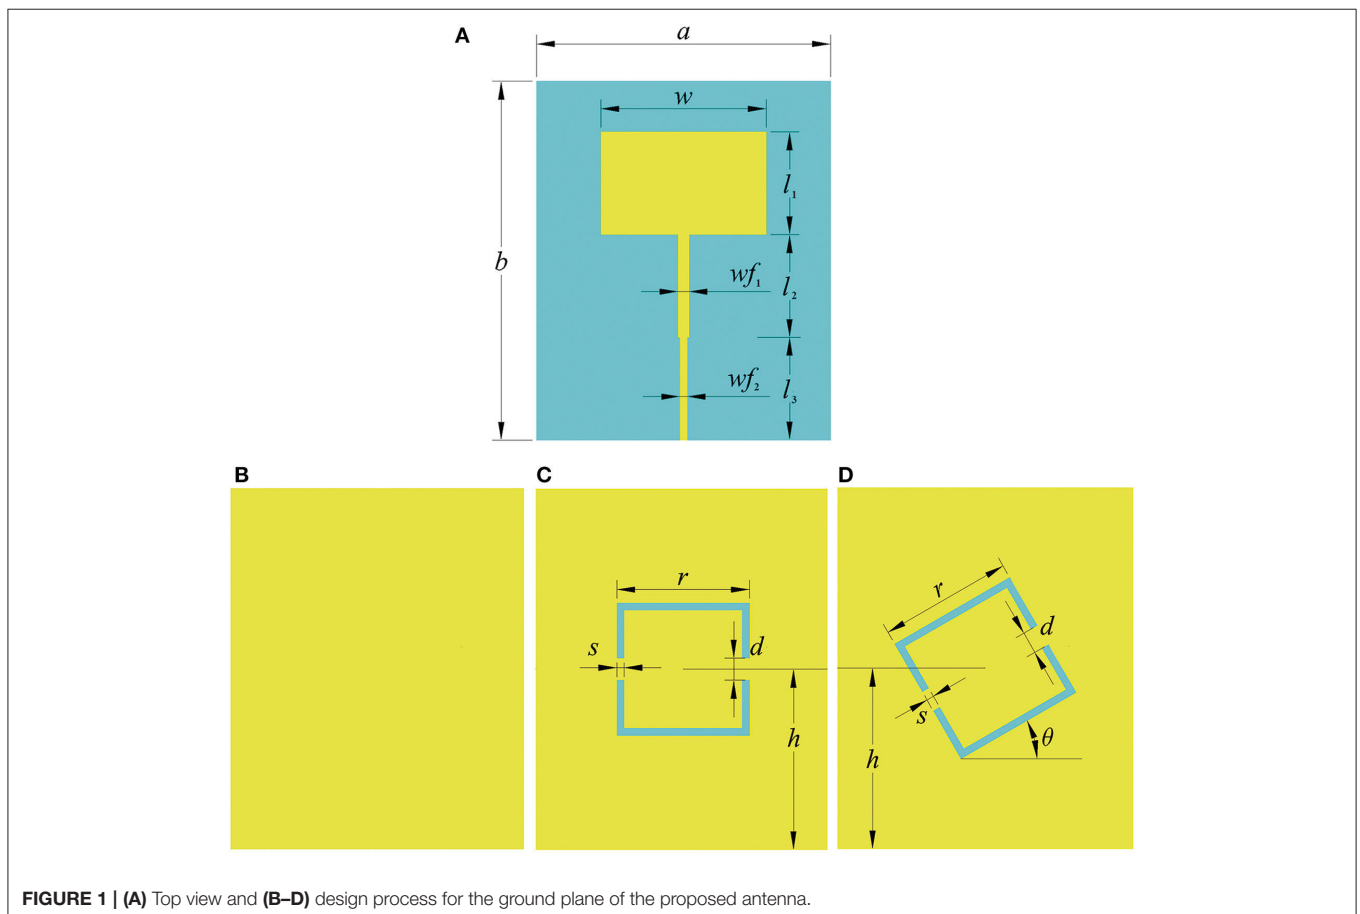 A
a
w
l₁
b
wf₁
l₂
wf₂
l₃
B
C
D
r
s
d
h
r
d
s
h
θ
FIGURE 1 | (A) Top view and (B–D) design process for the ground plane of the proposed antenna.